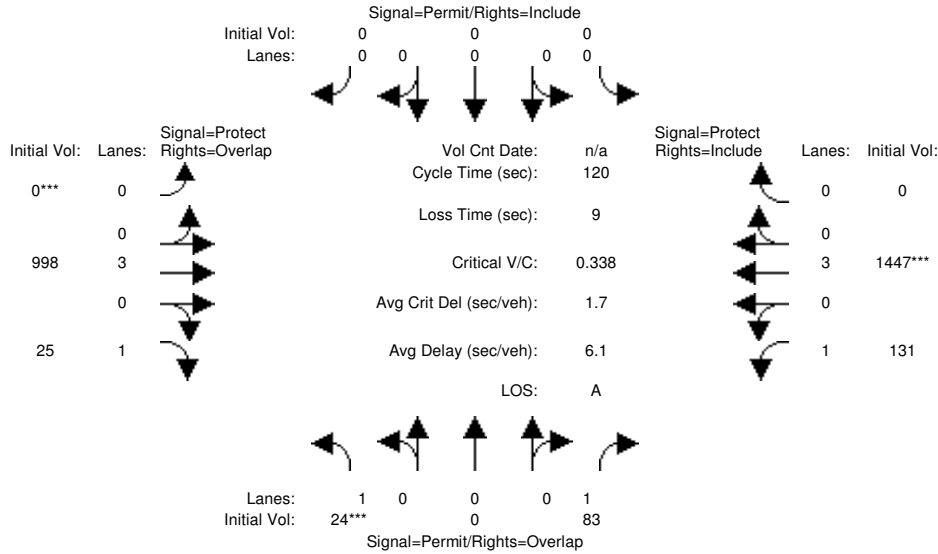 Signal=Permit/Rights=Include
Initial Vol: 0 0 0
Lanes: 0 0 0 0 0
Signal=Protect Signal=Protect
Initial Vol: Lanes: Rights=Overlap Vol Cnt Date: n/a Rights=Include Lanes: Initial Vol:
Cycle Time (sec): 120
0*** 0 0 0
Loss Time (sec): 9
0 0
998 3 Critical V/C: 0.338 3 1447***
0 Avg Crit Del (sec/veh): 1.7 0
25 1 Avg Delay (sec/veh): 6.1 1 131
LOS: A
Lanes: 1 0 0 0 1
Initial Vol: 24*** 0 83
Signal=Permit/Rights=Overlap